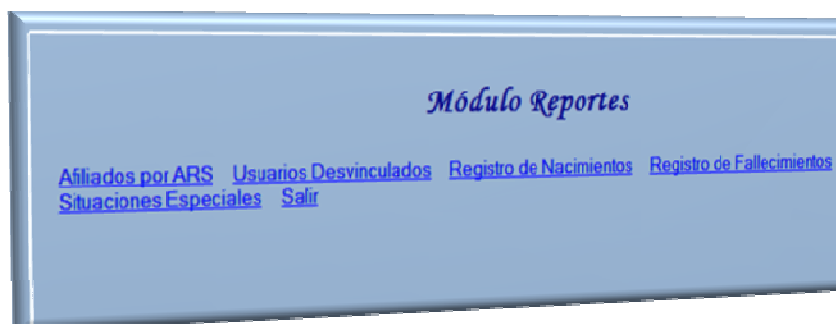 Módulo Reportes
Afiliados por ARS Usuarios Desvinculados Registro de Nacimientos Registro de Fallecimientos
Situaciones Especiales Salir